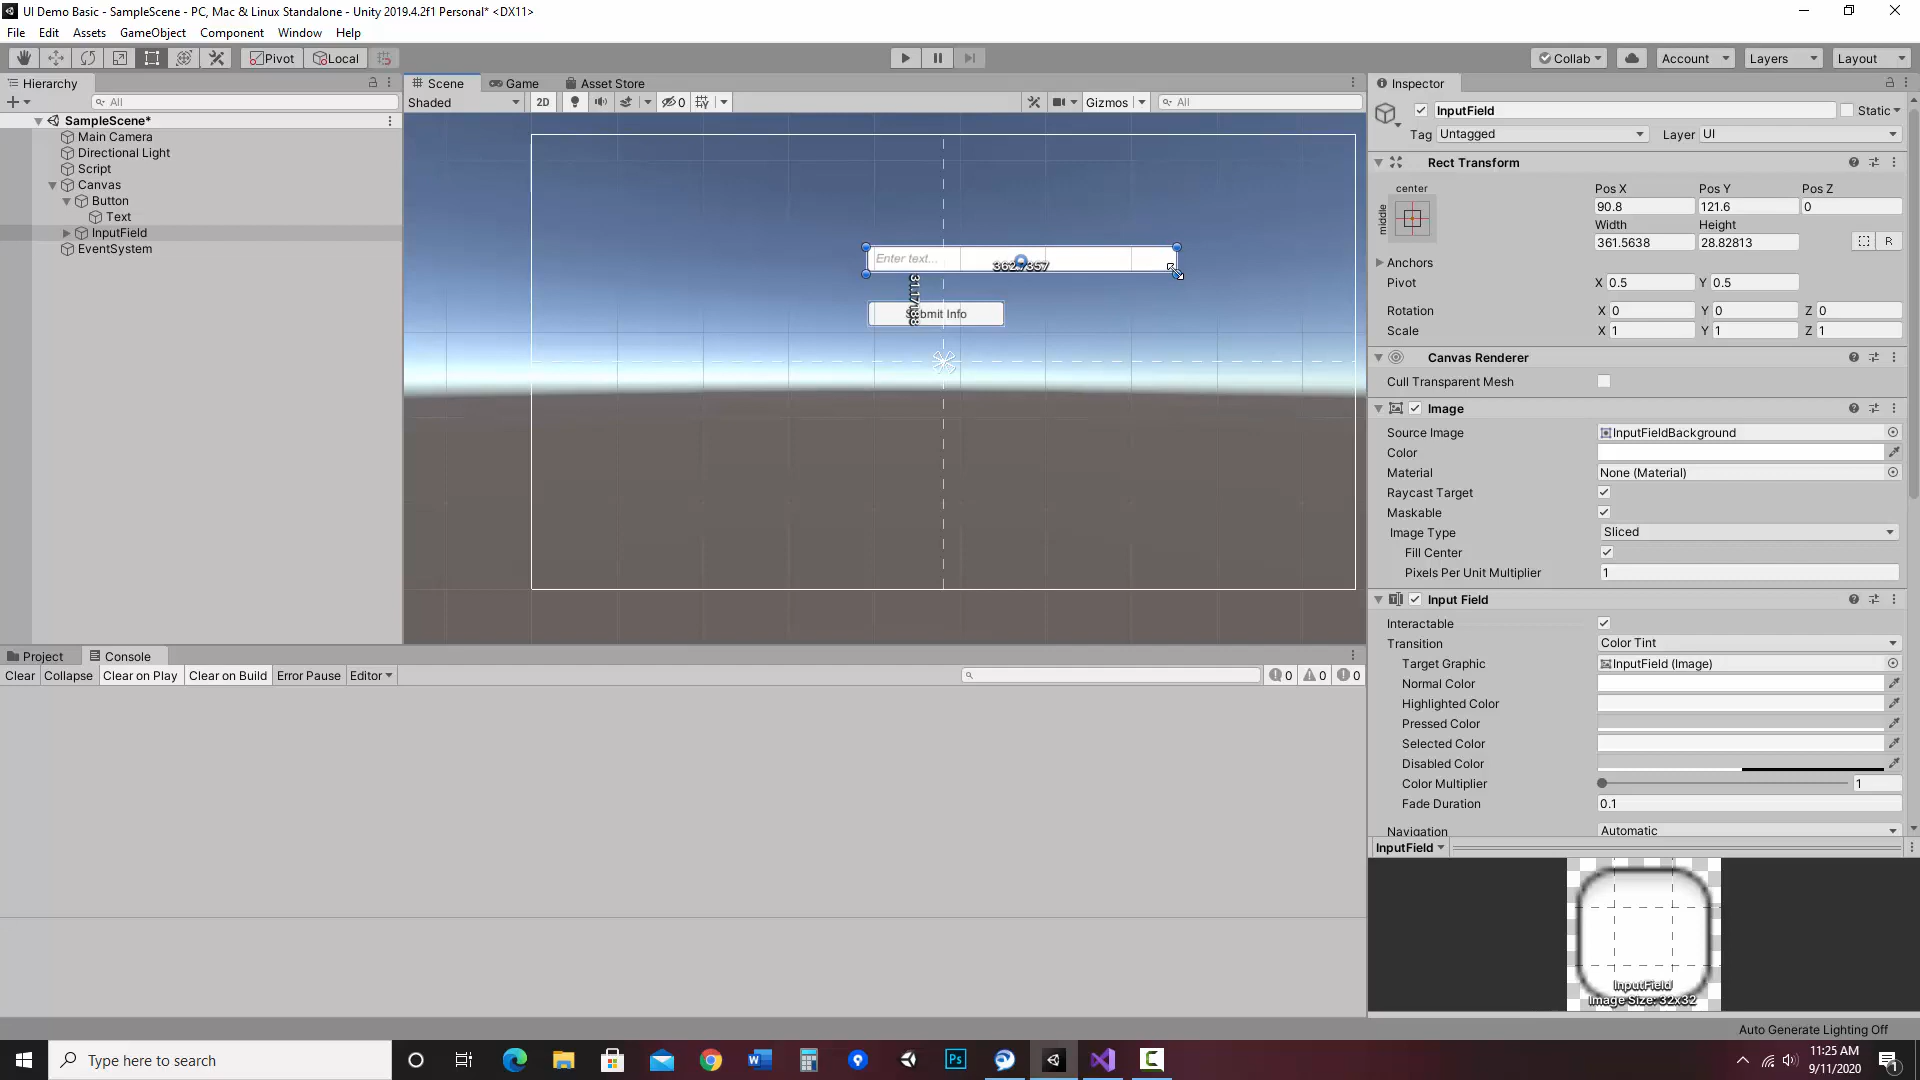 UI Demo Basic - SampleScene - PC, Mac & Linux Standalone - Unity 2019.4.2f1 Personal* <DX11>
File Edit Assets GameObject Component Window Help
Pivot Local Collab Account Layers Layout
Hierarchy
All
SampleScene*
Main Camera
Directional Light
Script
Canvas
Button
Text
InputField
EventSystem
Scene Game Asset Store
Shaded 2D 0 Gizmos All
Enter text...
362.7357
Submit Info
Inspector
InputField Static
Tag Untagged Layer UI
Rect Transform
center
middle
Pos X Pos Y Pos Z
90.8 121.6 0
Width Height
361.5638 28.82813 R
Anchors
Pivot X 0.5 Y 0.5
Rotation X 0 Y 0 Z 0
Scale X 1 Y 1 Z 1
Canvas Renderer
Cull Transparent Mesh
Image
Source Image InputFieldBackground
Color
Material None (Material)
Raycast Target
Maskable
Image Type Sliced
Fill Center
Pixels Per Unit Multiplier 1
Input Field
Interactable
Transition Color Tint
Target Graphic InputField (Image)
Normal Color
Highlighted Color
Pressed Color
Selected Color
Disabled Color
Color Multiplier 1
Fade Duration 0.1
Navigation Automatic
InputField
InputField
Image Size: 32x32
Project Console
Clear Collapse Clear on Play Clear on Build Error Pause Editor 0 0 0
Auto Generate Lighting Off
Type here to search
11:25 AM
9/11/2020
1